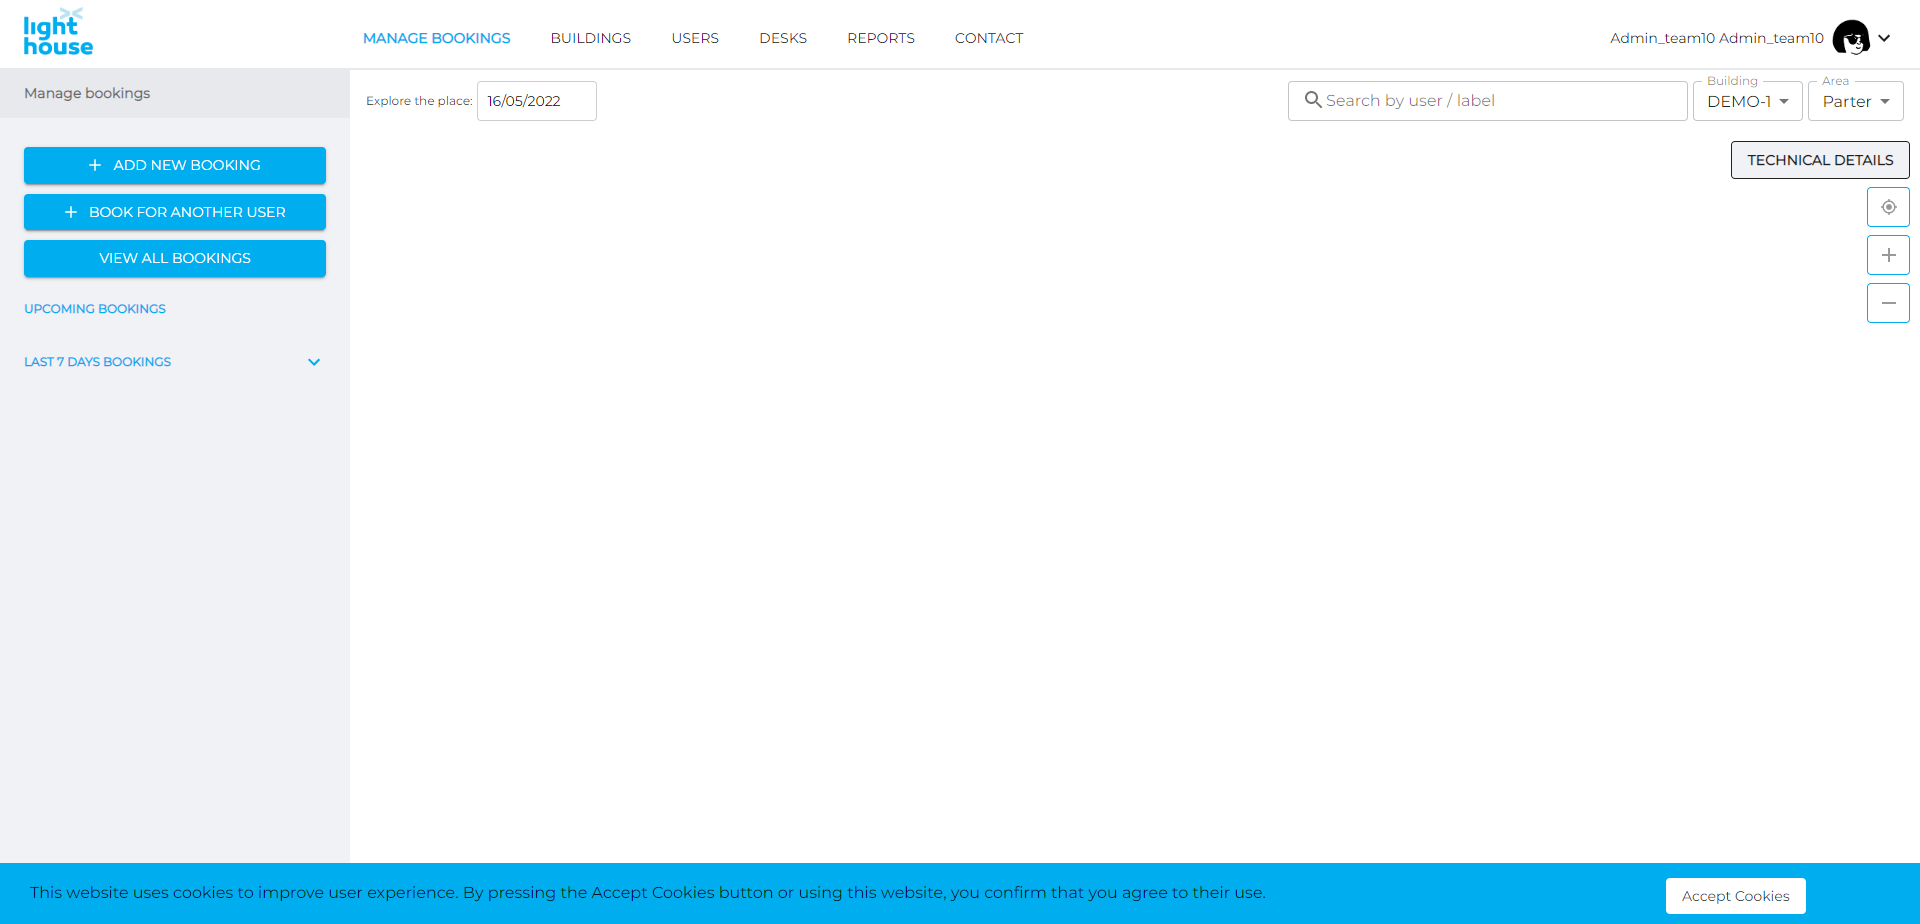 light
house
MANAGE BOOKINGS
BUILDINGS
USERS
DESKS
REPORTS
CONTACT
Admin_team10 Admin_team10
Manage bookings
Explore the place:
16/05/2022
Search by user / label
Building
DEMO-1
Area
Parter
ADD NEW BOOKING
BOOK FOR ANOTHER USER
VIEW ALL BOOKINGS
UPCOMING BOOKINGS
LAST 7 DAYS BOOKINGS
TECHNICAL DETAILS
This website uses cookies to improve user experience. By pressing the Accept Cookies button or using this website, you confirm that you agree to their use.
Accept Cookies